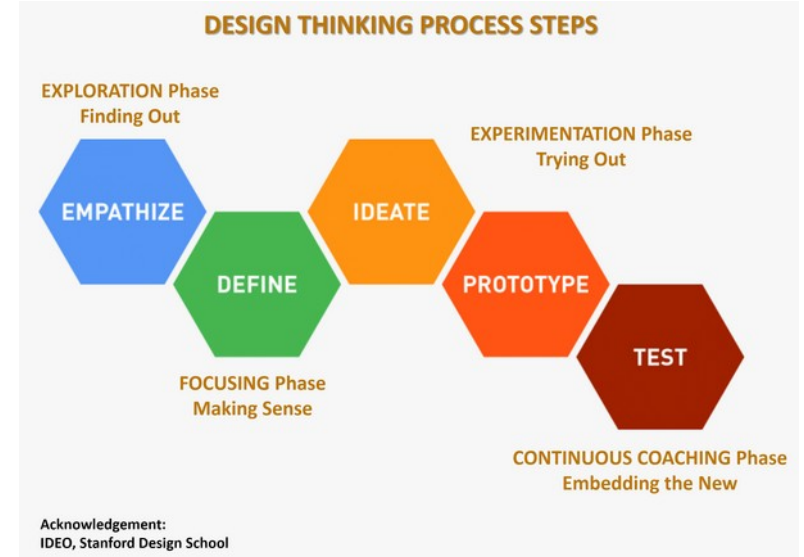 DESIGN THINKING PROCESS STEPS
EXPLORATION Phase
Finding Out
EMPATHIZE
DEFINE
FOCUSING Phase
Making Sense
IDEATE
EXPERIMENTATION Phase
Trying Out
PROTOTYPE
TEST
CONTINUOUS COACHING Phase
Embedding the New
Acknowledgement:
IDEO, Stanford Design School